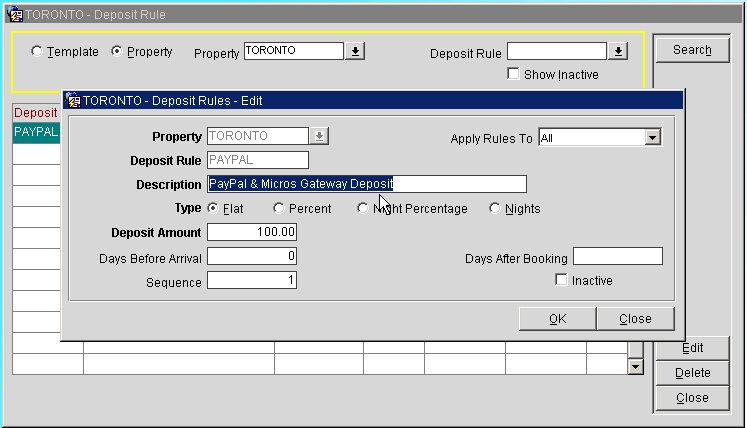 TORONTO - Deposit Rule
Template Property Property TORONTO Deposit Rule Search
Show Inactive
Deposit
PAYPAL
TORONTO - Deposit Rules - Edit
Property TORONTO Apply Rules To All
Deposit Rule PAYPAL
Description PayPal & Micros Gateway Deposit
Type Flat Percent Night Percentage Nights
Deposit Amount 100.00
Days Before Arrival 0 Days After Booking
Sequence 1 Inactive
OK Close
Edit
Delete
Close